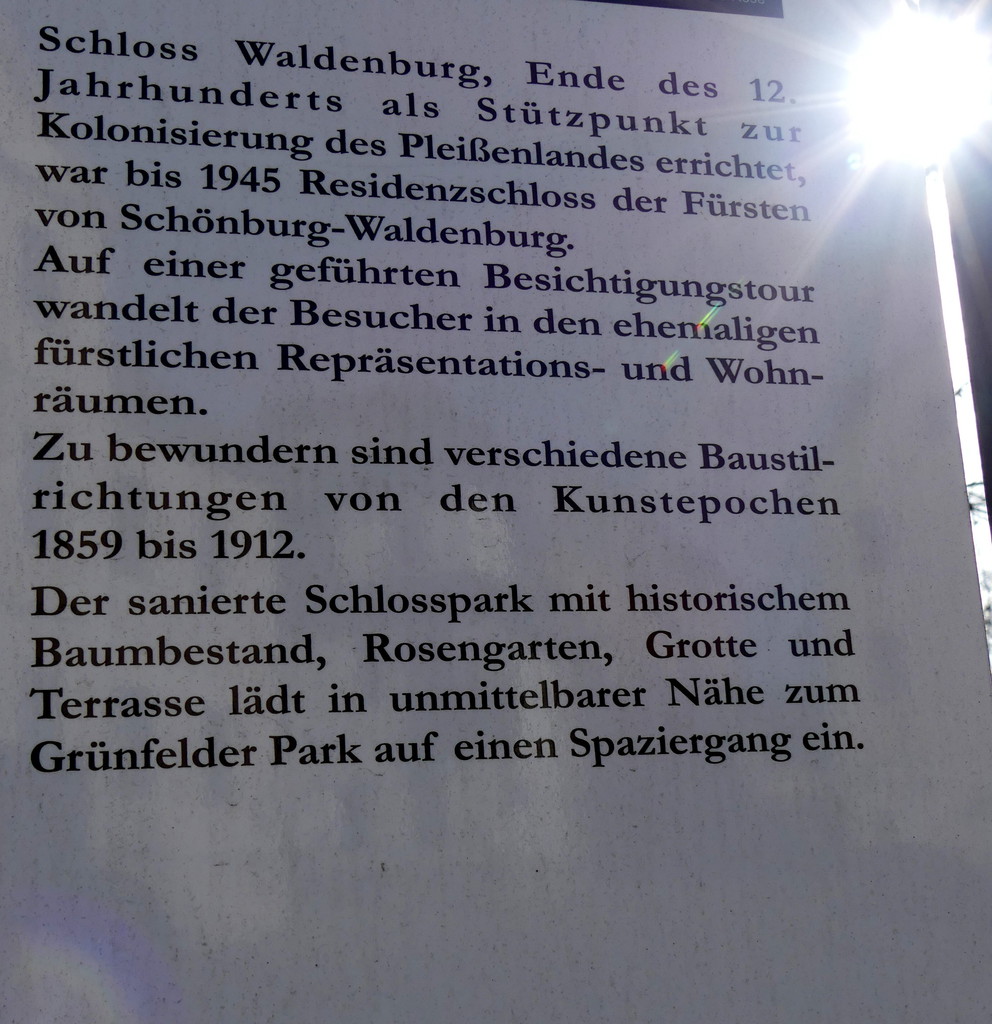 Schloss Waldenburg, Ende des 12.
Jahrhunderts als Stützpunkt zur
Kolonisierung des Pleißenlandes errichtet,
war bis 1945 Residenzschloss der Fürsten
von Schönburg-Waldenburg.
Auf einer geführten Besichtigungstour
wandelt der Besucher in den ehemaligen
fürstlichen Repräsentations- und Wohn-
räumen.
Zu bewundern sind verschiedene Baustil-
richtungen von den Kunstepochen
1859 bis 1912.
Der sanierte Schlosspark mit historischem
Baumbestand, Rosengarten, Grotte und
Terrasse lädt in unmittelbarer Nähe zum
Grünfelder Park auf einen Spaziergang ein.